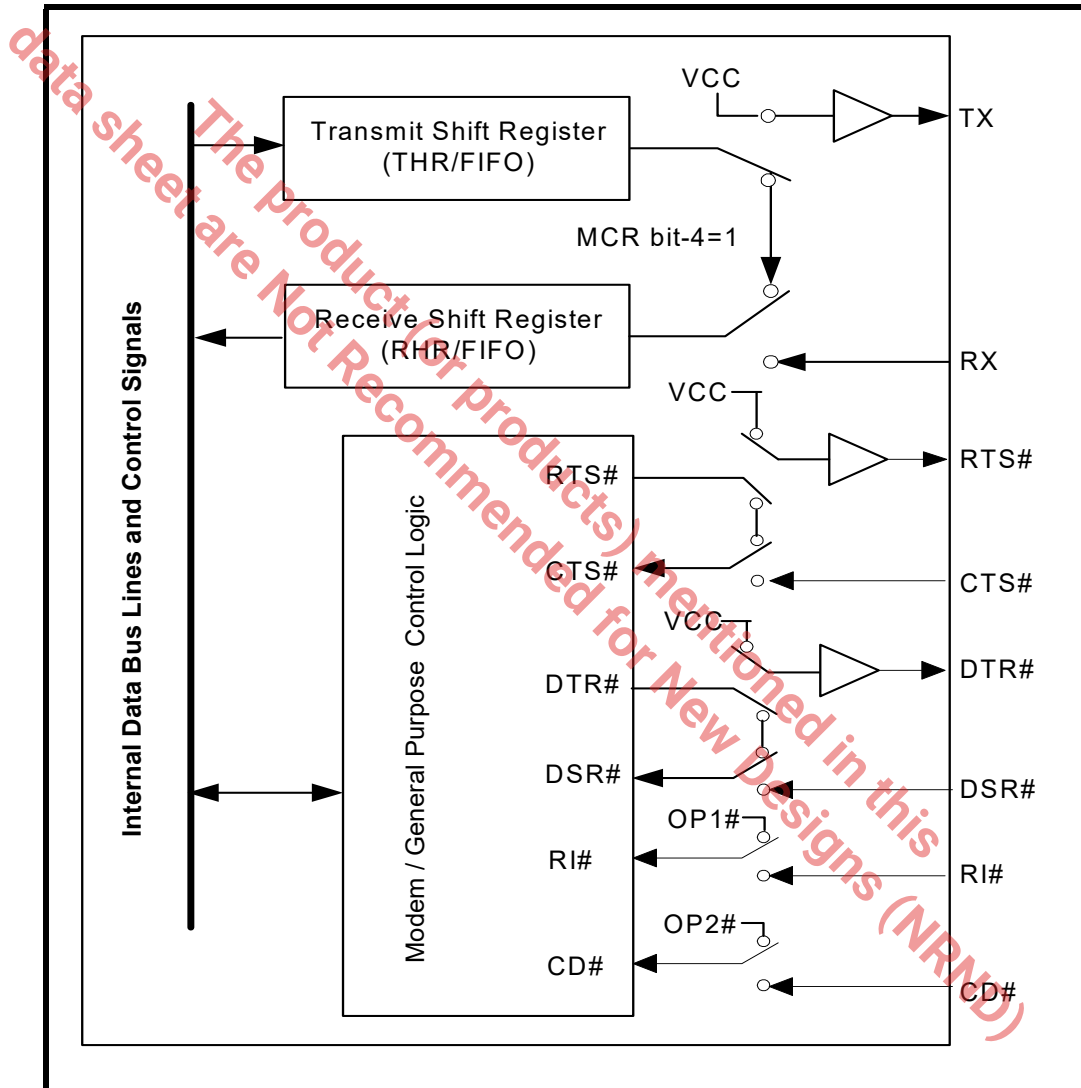 The product (or products) mentioned in this
data sheet are Not Recommended for New Designs (NRND)
Internal Data Bus Lines and Control Signals
Transmit Shift Register
(THR/FIFO)
VCC
TX
MCR bit-4=1
Receive Shift Register
(RHR/FIFO)
RX
VCC
RTS#
Modem / General Purpose Control Logic
RTS#
CTS#
CTS#
VCC
DTR#
DTR#
DSR#
DSR#
OP1#
RI#
RI#
OP2#
CD#
CD#